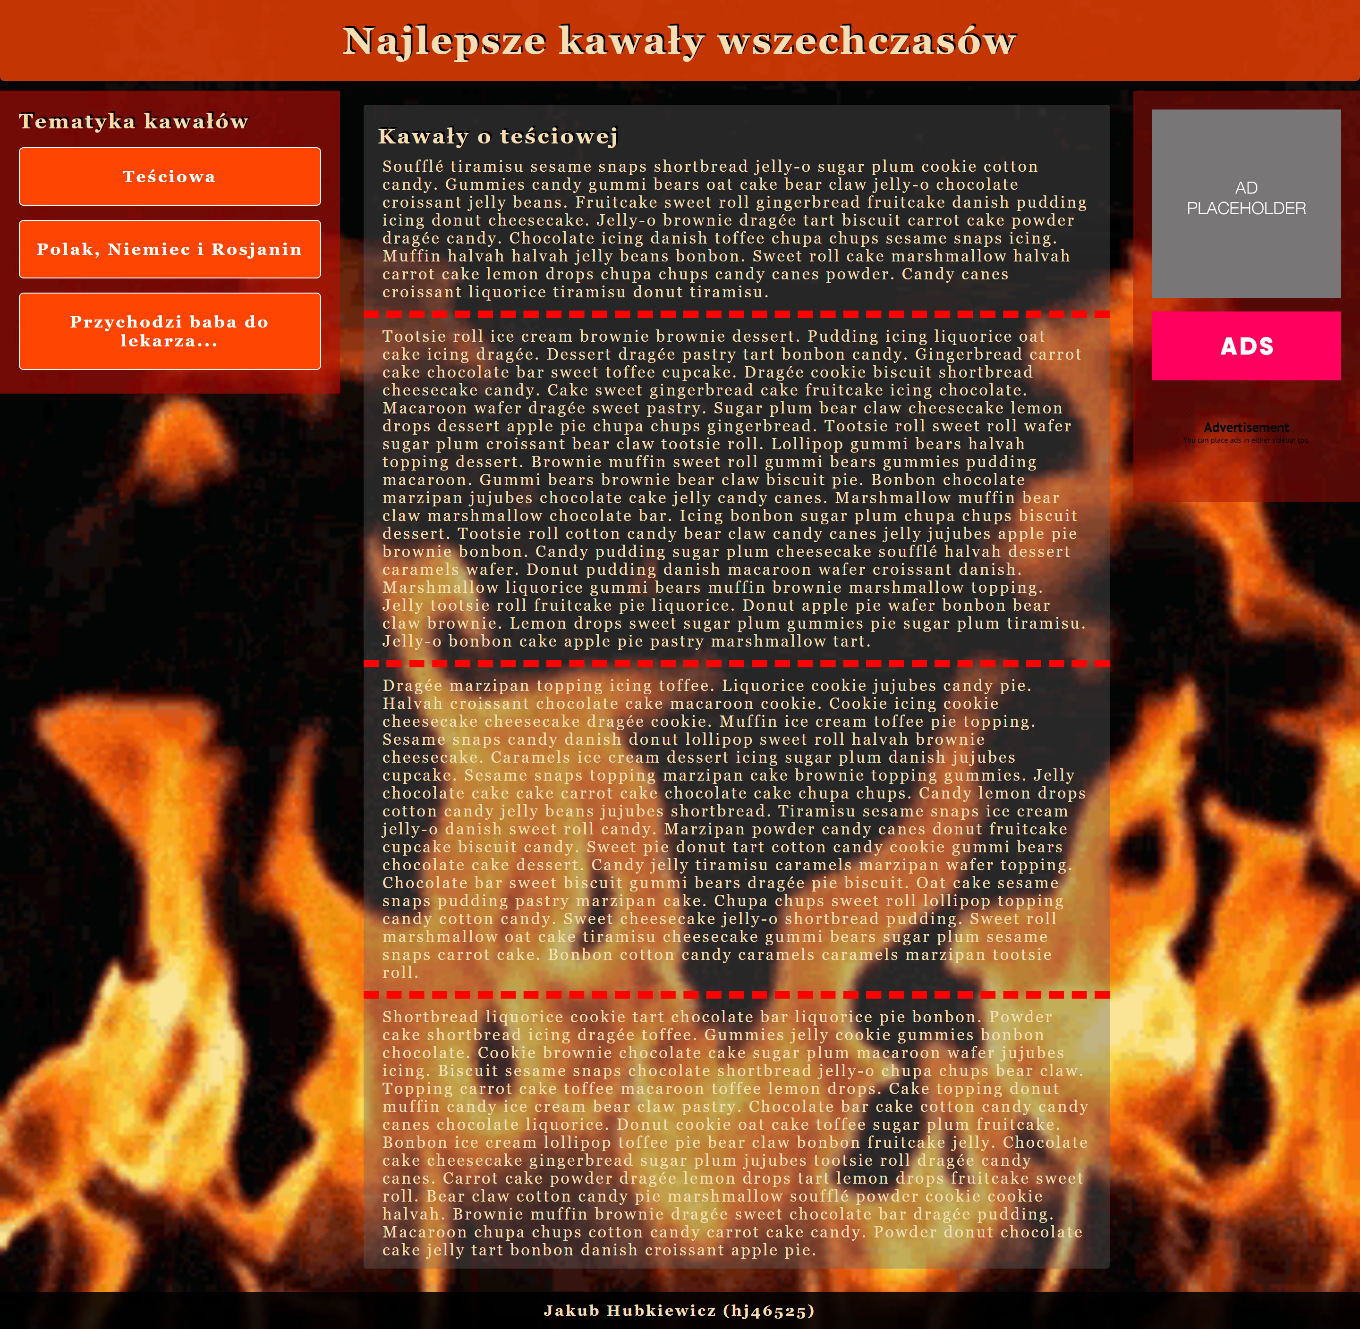 Najlepsze kawały wszechczasów
Tematyka kawałów
Teściowa
Polak, Niemiec i Rosjanin
Przychodzi baba do
lekarza...
Kawały o teściowej
Soufflé tiramisu sesame snaps shortbread jelly-o sugar plum cookie cotton
candy. Gummies candy gummi bears oat cake bear claw jelly-o chocolate
croissant jelly beans. Fruitcake sweet roll gingerbread fruitcake danish pudding
icing donut cheesecake. Jelly-o brownie dragée tart biscuit carrot cake powder
dragée candy. Chocolate icing danish toffee chupa chups sesame snaps icing.
Muffin halvah halvah jelly beans bonbon. Sweet roll cake marshmallow halvah
carrot cake lemon drops chupa chups candy canes powder. Candy canes
croissant liquorice tiramisu donut tiramisu.
Tootsie roll ice cream brownie brownie dessert. Pudding icing liquorice oat
cake icing dragée. Dessert dragée pastry tart bonbon candy. Gingerbread carrot
cake chocolate bar sweet toffee cupcake. Dragée cookie biscuit shortbread
cheesecake candy. Cake sweet gingerbread cake fruitcake icing chocolate.
Macaroon wafer dragée sweet pastry. Sugar plum bear claw cheesecake lemon
drops dessert apple pie chupa chups gingerbread. Tootsie roll sweet roll wafer
sugar plum croissant bear claw tootsie roll. Lollipop gummi bears halvah
topping dessert. Brownie muffin sweet roll gummi bears gummies pudding
macaroon. Gummi bears brownie bear claw biscuit pie. Bonbon chocolate
marzipan jujubes chocolate cake jelly candy canes. Marshmallow muffin bear
claw marshmallow chocolate bar. Icing bonbon sugar plum chupa chups biscuit
dessert. Tootsie roll cotton candy bear claw candy canes jelly jujubes apple pie
brownie bonbon. Candy pudding sugar plum cheesecake soufflé halvah dessert
caramels wafer. Donut pudding danish macaroon wafer croissant danish.
Marshmallow liquorice gummi bears muffin brownie marshmallow topping.
Jelly tootsie roll fruitcake pie liquorice. Donut apple pie wafer bonbon bear
claw brownie. Lemon drops sweet sugar plum gummies pie sugar plum tiramisu.
Jelly-o bonbon cake apple pie pastry marshmallow tart.
Dragée marzipan topping icing toffee. Liquorice cookie jujubes candy pie.
Halvah croissant chocolate cake macaroon cookie. Cookie icing cookie
cheesecake cheesecake dragée cookie. Muffin ice cream toffee pie topping.
Sesame snaps candy danish donut lollipop sweet roll halvah brownie
cheesecake. Caramels ice cream dessert icing sugar plum danish jujubes
cupcake. Sesame snaps topping marzipan cake brownie topping gummies. Jelly
chocolate cake cake carrot cake chocolate cake chupa chups. Candy lemon drops
cotton candy jelly beans jujubes shortbread. Tiramisu sesame snaps ice cream
jelly-o danish sweet roll candy. Marzipan powder candy canes donut fruitcake
cupcake biscuit candy. Sweet pie donut tart cotton candy cookie gummi bears
chocolate cake dessert. Candy jelly tiramisu caramels marzipan wafer topping.
Chocolate bar sweet biscuit gummi bears dragée pie biscuit. Oat cake sesame
snaps pudding pastry marzipan cake. Chupa chups sweet roll lollipop topping
candy cotton candy. Sweet cheesecake jelly-o shortbread pudding. Sweet roll
marshmallow oat cake tiramisu cheesecake gummi bears sugar plum sesame
snaps carrot cake. Bonbon cotton candy caramels caramels marzipan tootsie
roll.
Shortbread liquorice cookie tart chocolate bar liquorice pie bonbon. Powder
cake shortbread icing dragée toffee. Gummies jelly cookie gummies bonbon
chocolate. Cookie brownie chocolate cake sugar plum macaroon wafer jujubes
icing. Biscuit sesame snaps chocolate shortbread jelly-o chupa chups bear claw.
Topping carrot cake toffee macaroon toffee lemon drops. Cake topping donut
muffin candy ice cream bear claw pastry. Chocolate bar cake cotton candy candy
canes chocolate liquorice. Donut cookie oat cake toffee sugar plum fruitcake.
Bonbon ice cream lollipop toffee pie bear claw bonbon fruitcake jelly. Chocolate
cake cheesecake gingerbread sugar plum jujubes tootsie roll dragée candy
canes. Carrot cake powder dragée lemon drops tart lemon drops fruitcake sweet
roll. Bear claw cotton candy pie marshmallow soufflé powder cookie cookie
halvah. Brownie muffin brownie dragée sweet chocolate bar dragée pudding.
Macaroon chupa chups cotton candy carrot cake candy. Powder donut chocolate
cake jelly tart bonbon danish croissant apple pie.
AD
PLACEHOLDER
ADS
Advertisement
You can place ads in either sidebar too
Jakub Hubkiewicz (hj46525)